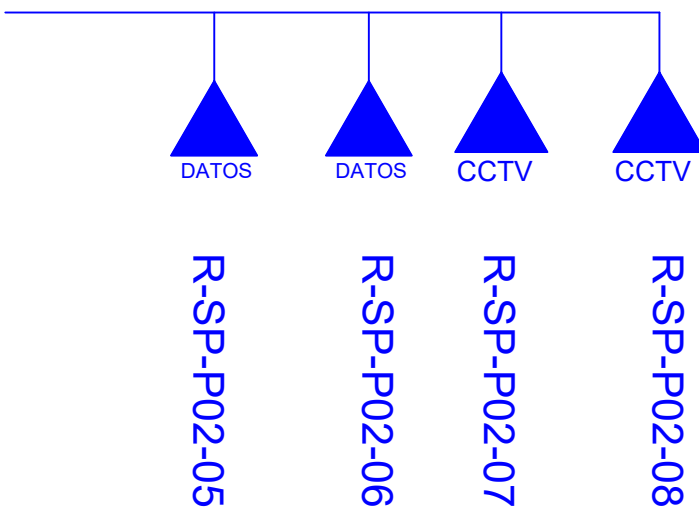 DATOS
DATOS
CCTV
CCTV
R-SP-P02-05
R-SP-P02-06
R-SP-P02-07
R-SP-P02-08